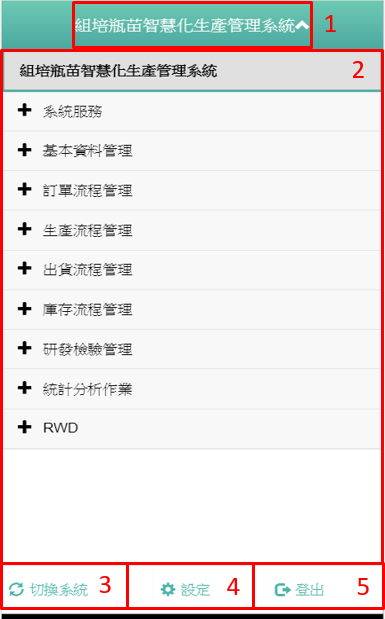 組培瓶苗智慧化生產管理系統 1
2
組培瓶苗智慧化生產管理系統
系統服務
基本資料管理
訂單流程管理
生產流程管理
出貨流程管理
庫存流程管理
研發檢驗管理
統計分析作業
RWD
切換系統 3 設定 4 登出 5